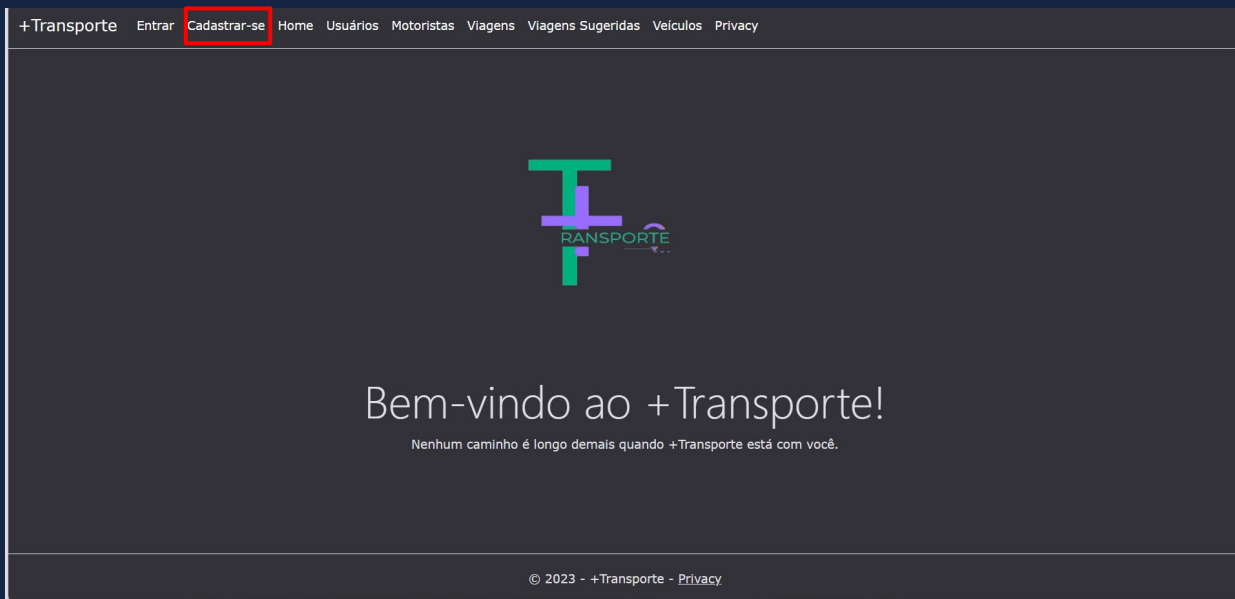 +Transporte Entrar Cadastrar-se Home Usuários Motoristas Viagens Viagens Sugeridas Veículos Privacy
RANSPORTE
Bem-vindo ao +Transporte!
Nenhum caminho é longo demais quando +Transporte está com você.
© 2023 - +Transporte - Privacy